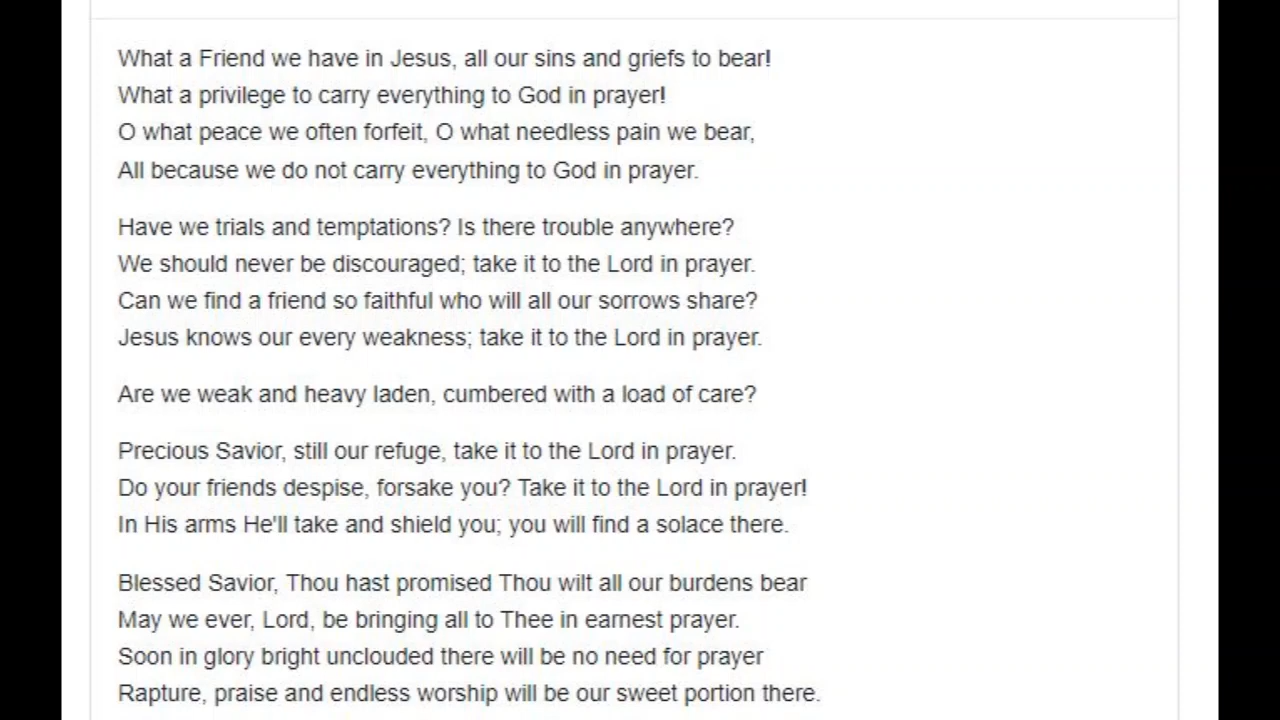 What a Friend we have in Jesus, all our sins and griefs to bear!
What a privilege to carry everything to God in prayer!
O what peace we often forfeit, O what needless pain we bear,
All because we do not carry everything to God in prayer.
Have we trials and temptations? Is there trouble anywhere?
We should never be discouraged; take it to the Lord in prayer.
Can we find a friend so faithful who will all our sorrows share?
Jesus knows our every weakness; take it to the Lord in prayer.
Are we weak and heavy laden, cumbered with a load of care?
Precious Savior, still our refuge, take it to the Lord in prayer.
Do your friends despise, forsake you? Take it to the Lord in prayer!
In His arms He'll take and shield you; you will find a solace there.
Blessed Savior, Thou hast promised Thou wilt all our burdens bear
May we ever, Lord, be bringing all to Thee in earnest prayer.
Soon in glory bright unclouded there will be no need for prayer
Rapture, praise and endless worship will be our sweet portion there.